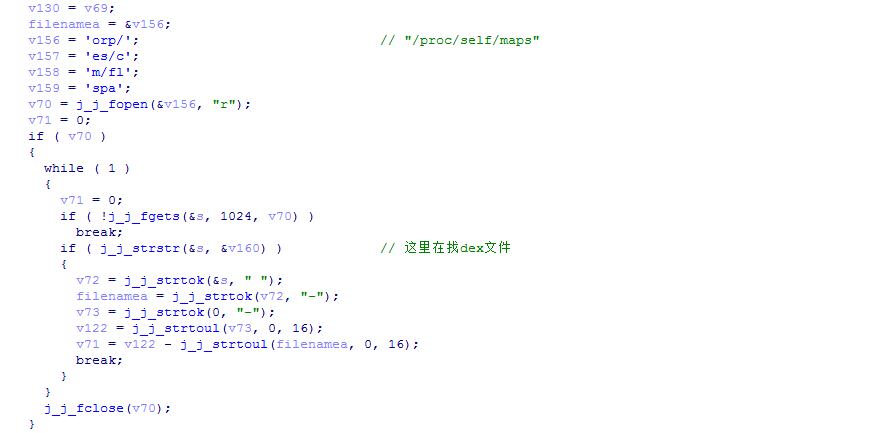 v130 = v69;
filenamea = &v156;
v156 = 'orp/'; // "/proc/self/maps"
v157 = 'es/c';
v158 = 'm/fl';
v159 = 'spa';
v70 = j_j_fopen(&v156, "r");
v71 = 0;
if ( v70 )
{
while ( 1 )
{
v71 = 0;
if ( !j_j_fgets(&s, 1024, v70) )
break;
if ( j_j_strstr(&s, &v160) ) // 这里在找dex文件
{
v72 = j_j_strtok(&s, " ");
filenamea = j_j_strtok(v72, "-");
v73 = j_j_strtok(0, "-");
v122 = j_j_strtoul(v73, 0, 16);
v71 = v122 - j_j_strtoul(filenamea, 0, 16);
break;
}
}
j_j_fclose(v70);
}